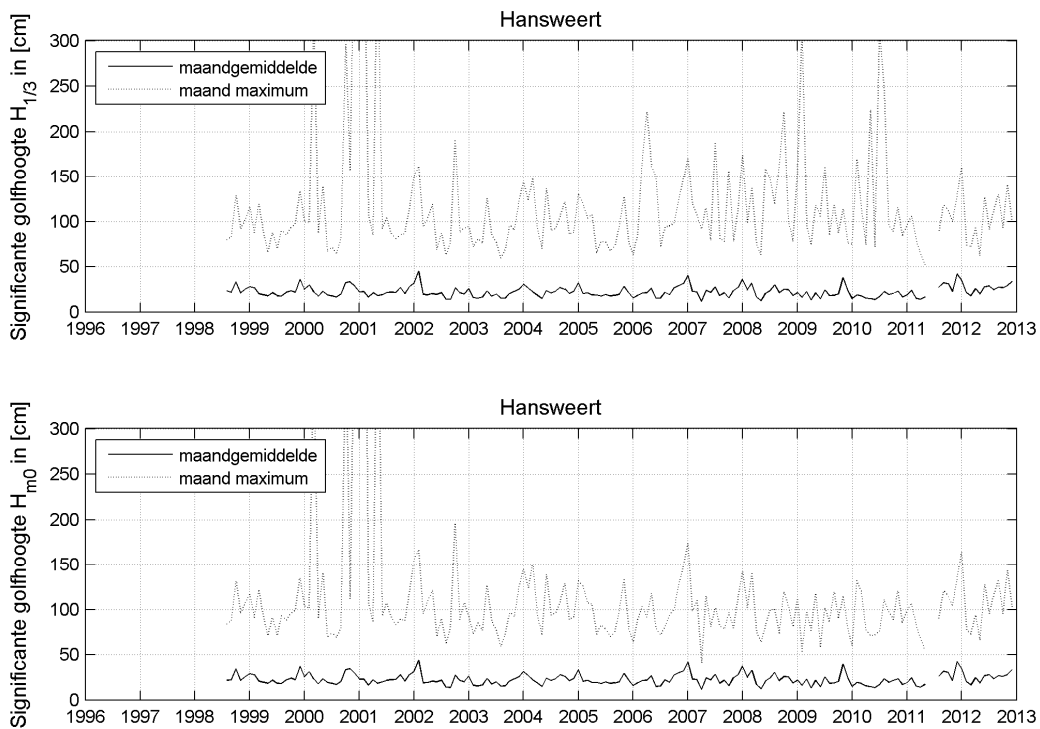 Hansweert
Significante golfhoogte H1/3 in [cm]
300
250
200
150
100
50
0
maandgemiddelde
maand maximum
1996 1997 1998 1999 2000 2001 2002 2003 2004 2005 2006 2007 2008 2009 2010 2011 2012 2013
Hansweert
Significante golfhoogte Hm0 in [cm]
300
250
200
150
100
50
0
maandgemiddelde
maand maximum
1996 1997 1998 1999 2000 2001 2002 2003 2004 2005 2006 2007 2008 2009 2010 2011 2012 2013